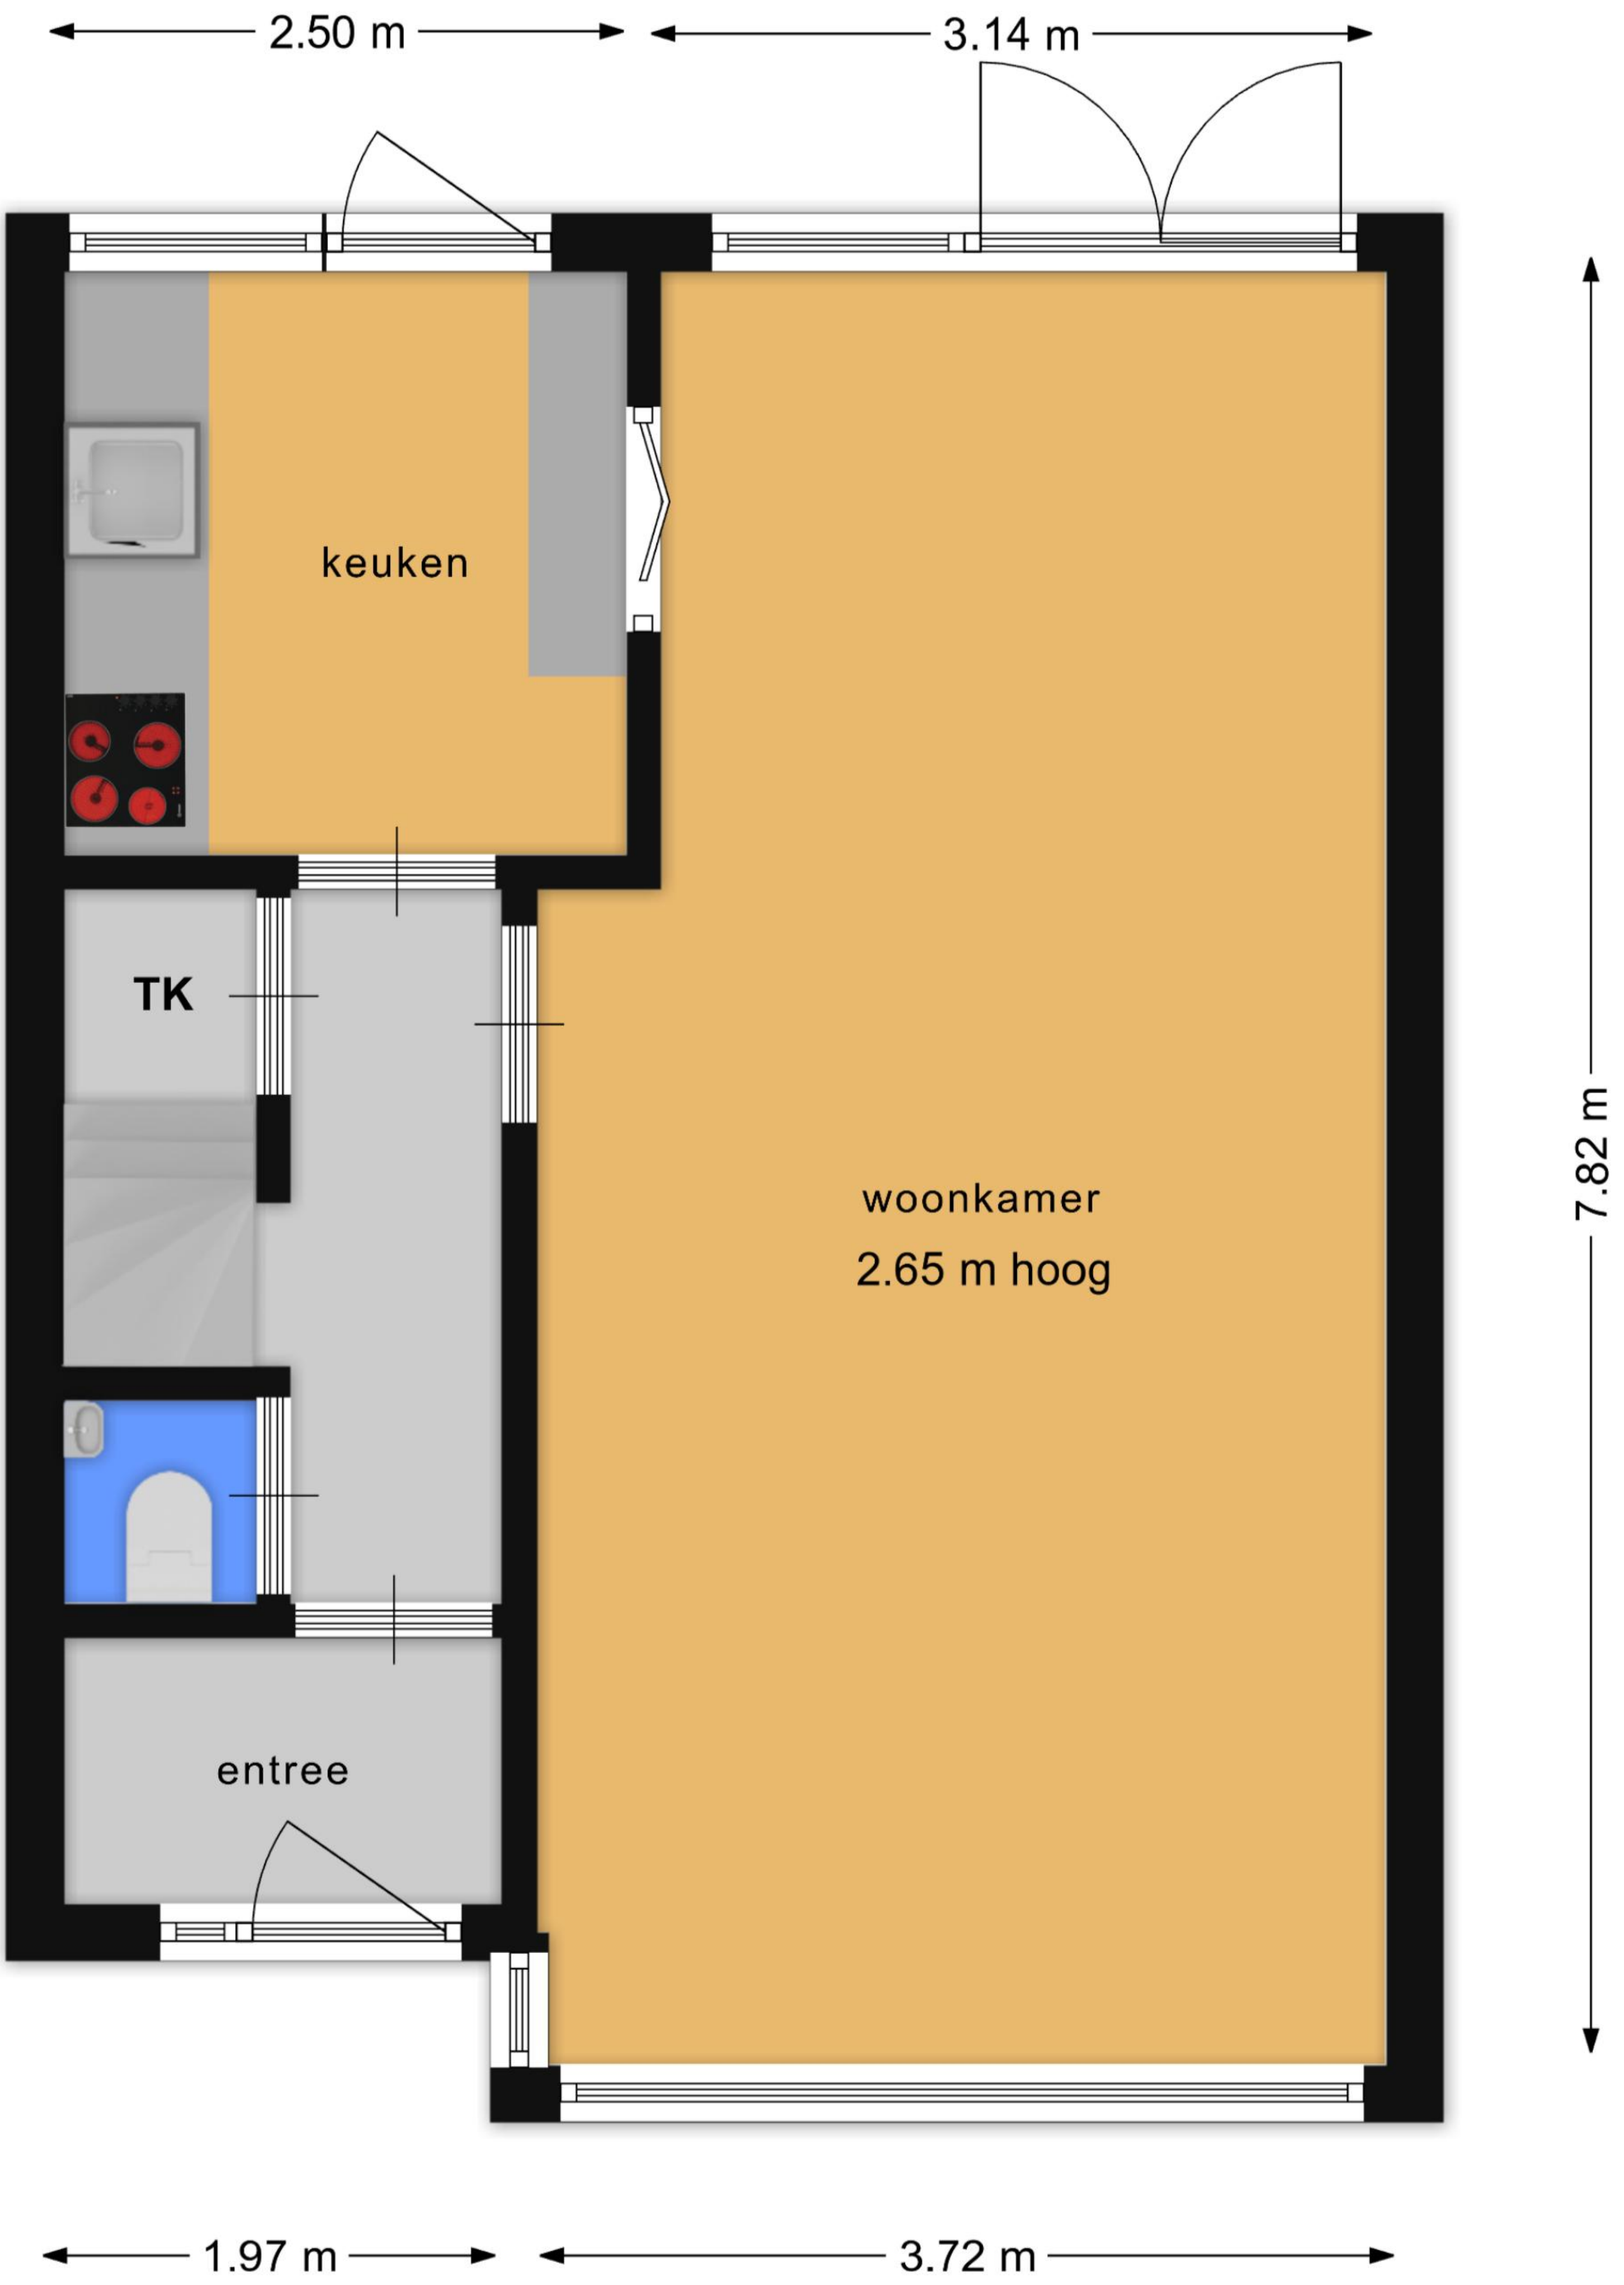 2.50 m
3.14 m
keuken
TK
woonkamer
2.65 m hoog
7.82 m
entree
1.97 m
3.72 m